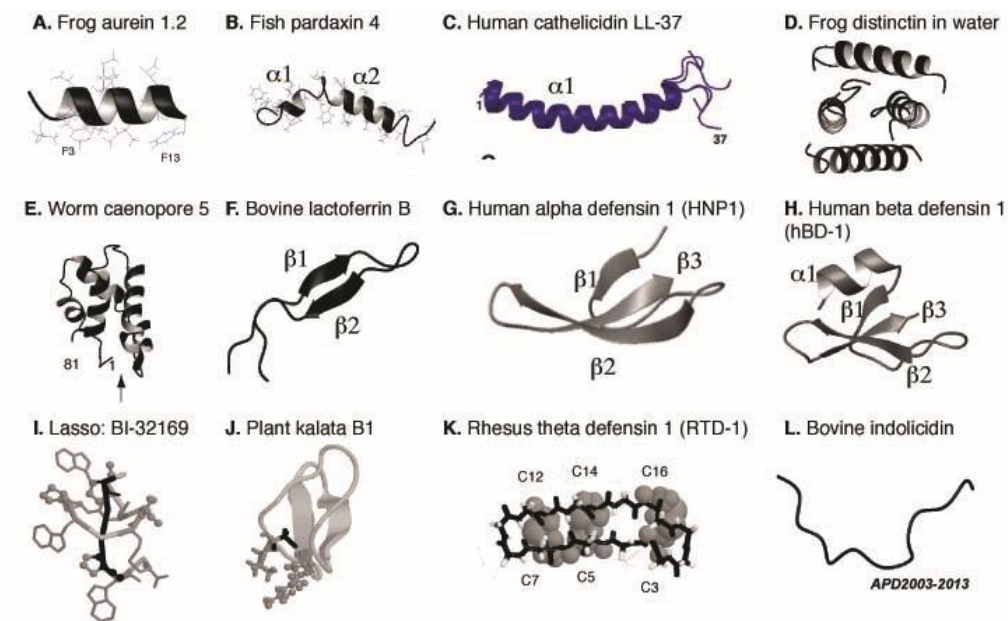 A. Frog aurein 1.2
B. Fish pardaxin 4
C. Human cathelicidin LL-37
D. Frog distinctin in water
F3
F13
α1
α2
α1
1
37
E. Worm caenopore 5
F. Bovine lactoferrin B
G. Human alpha defensin 1 (HNP1)
H. Human beta defensin 1
(hBD-1)
81
1
β1
β2
β1
β3
β2
α1
β1
β3
β2
I. Lasso: BI-32169
J. Plant kalata B1
K. Rhesus theta defensin 1 (RTD-1)
L. Bovine indolicidin
C12
C14
C16
C7
C5
C3
APD2003-2013